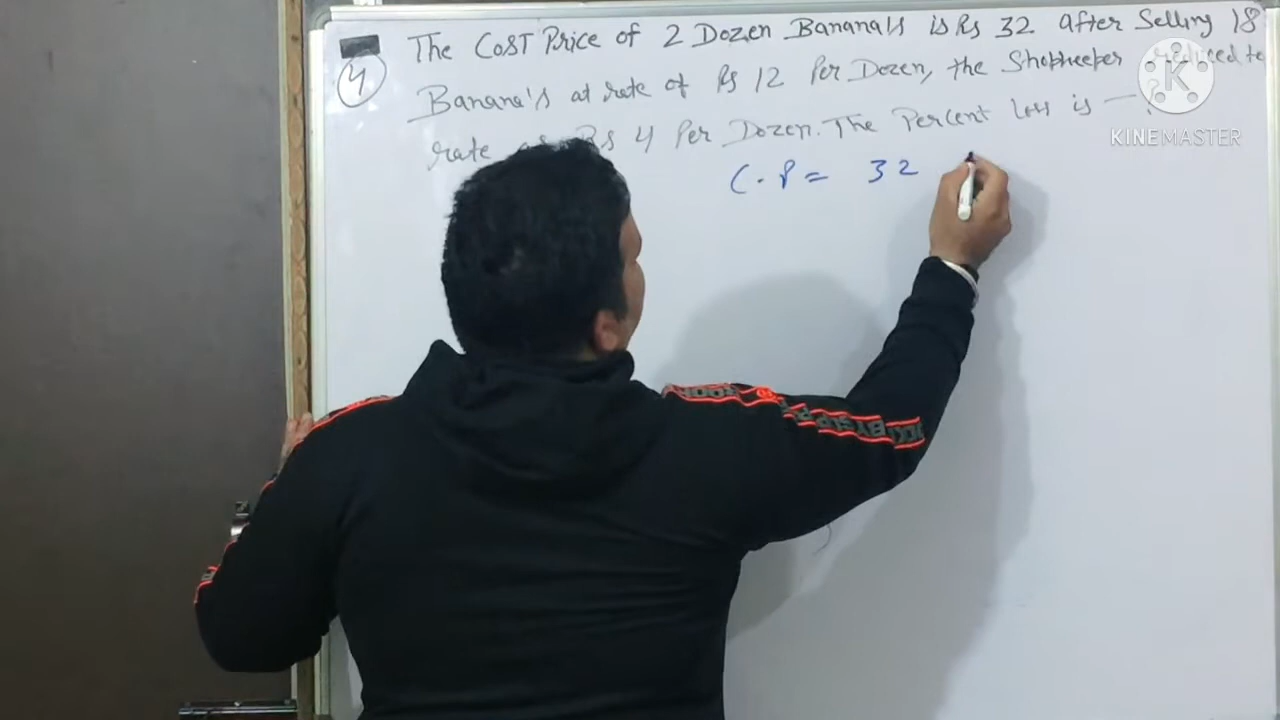 The COST Price of 2 Dozen Banana's is Rs 32 after Selling 18
4
Banana's at rate of Rs 12 Per Dozen, the Shopkeeper to
rate Rs 4 Per Dozen. The Percent loss is —
C.P = 32
KINEMASTER